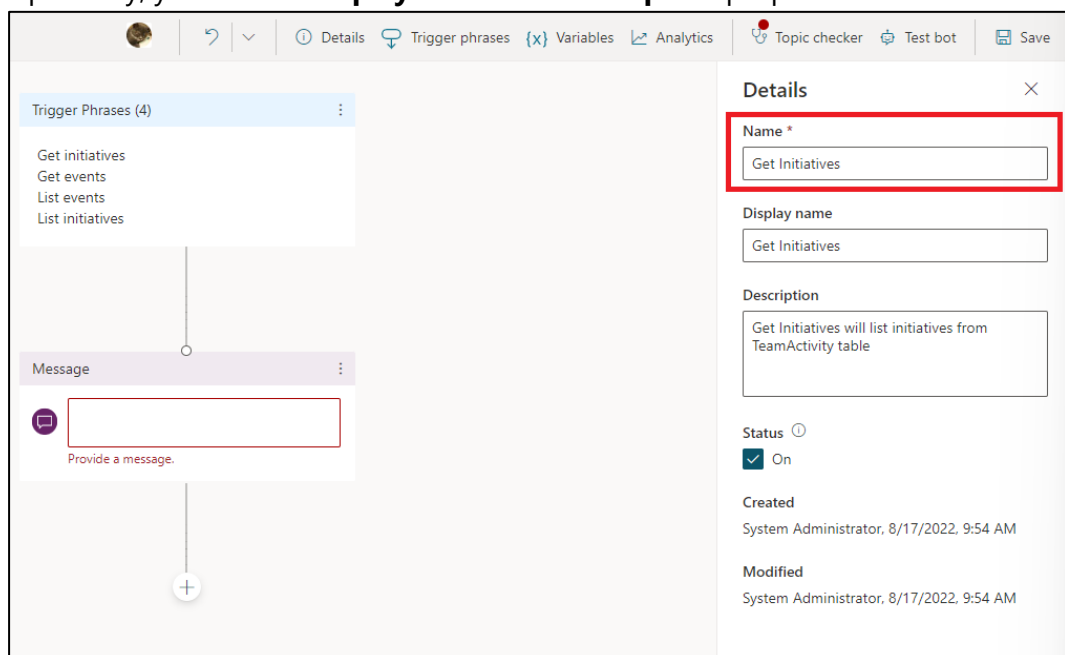 Details Trigger phrases {x} Variables Analytics Topic checker Test bot Save
Trigger Phrases (4)
Get initiatives
Get events
List events
List initiatives
Message
Provide a message.
Details
Name *
Get Initiatives
Display name
Get Initiatives
Description
Get Initiatives will list initiatives from
TeamActivity table
Status
On
Created
System Administrator, 8/17/2022, 9:54 AM
Modified
System Administrator, 8/17/2022, 9:54 AM